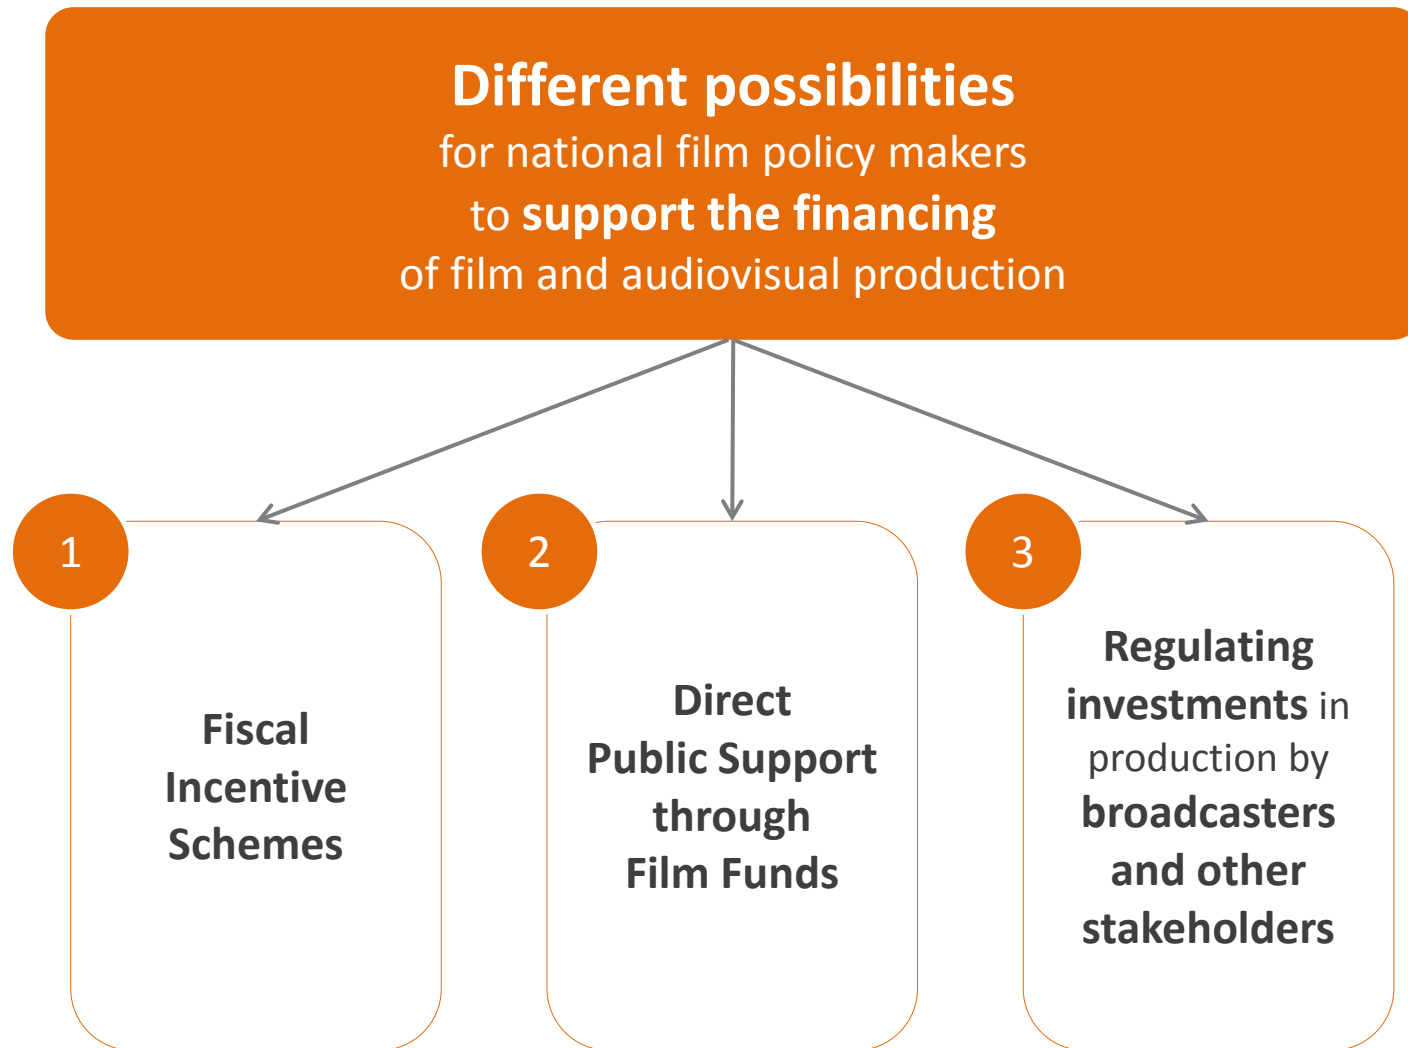 Different possibilities
for national film policy makers
to support the financing
of film and audiovisual production
1
Fiscal
Incentive
Schemes
2
Direct
Public Support
through
Film Funds
3
Regulating
investments in
production by
broadcasters
and other
stakeholders